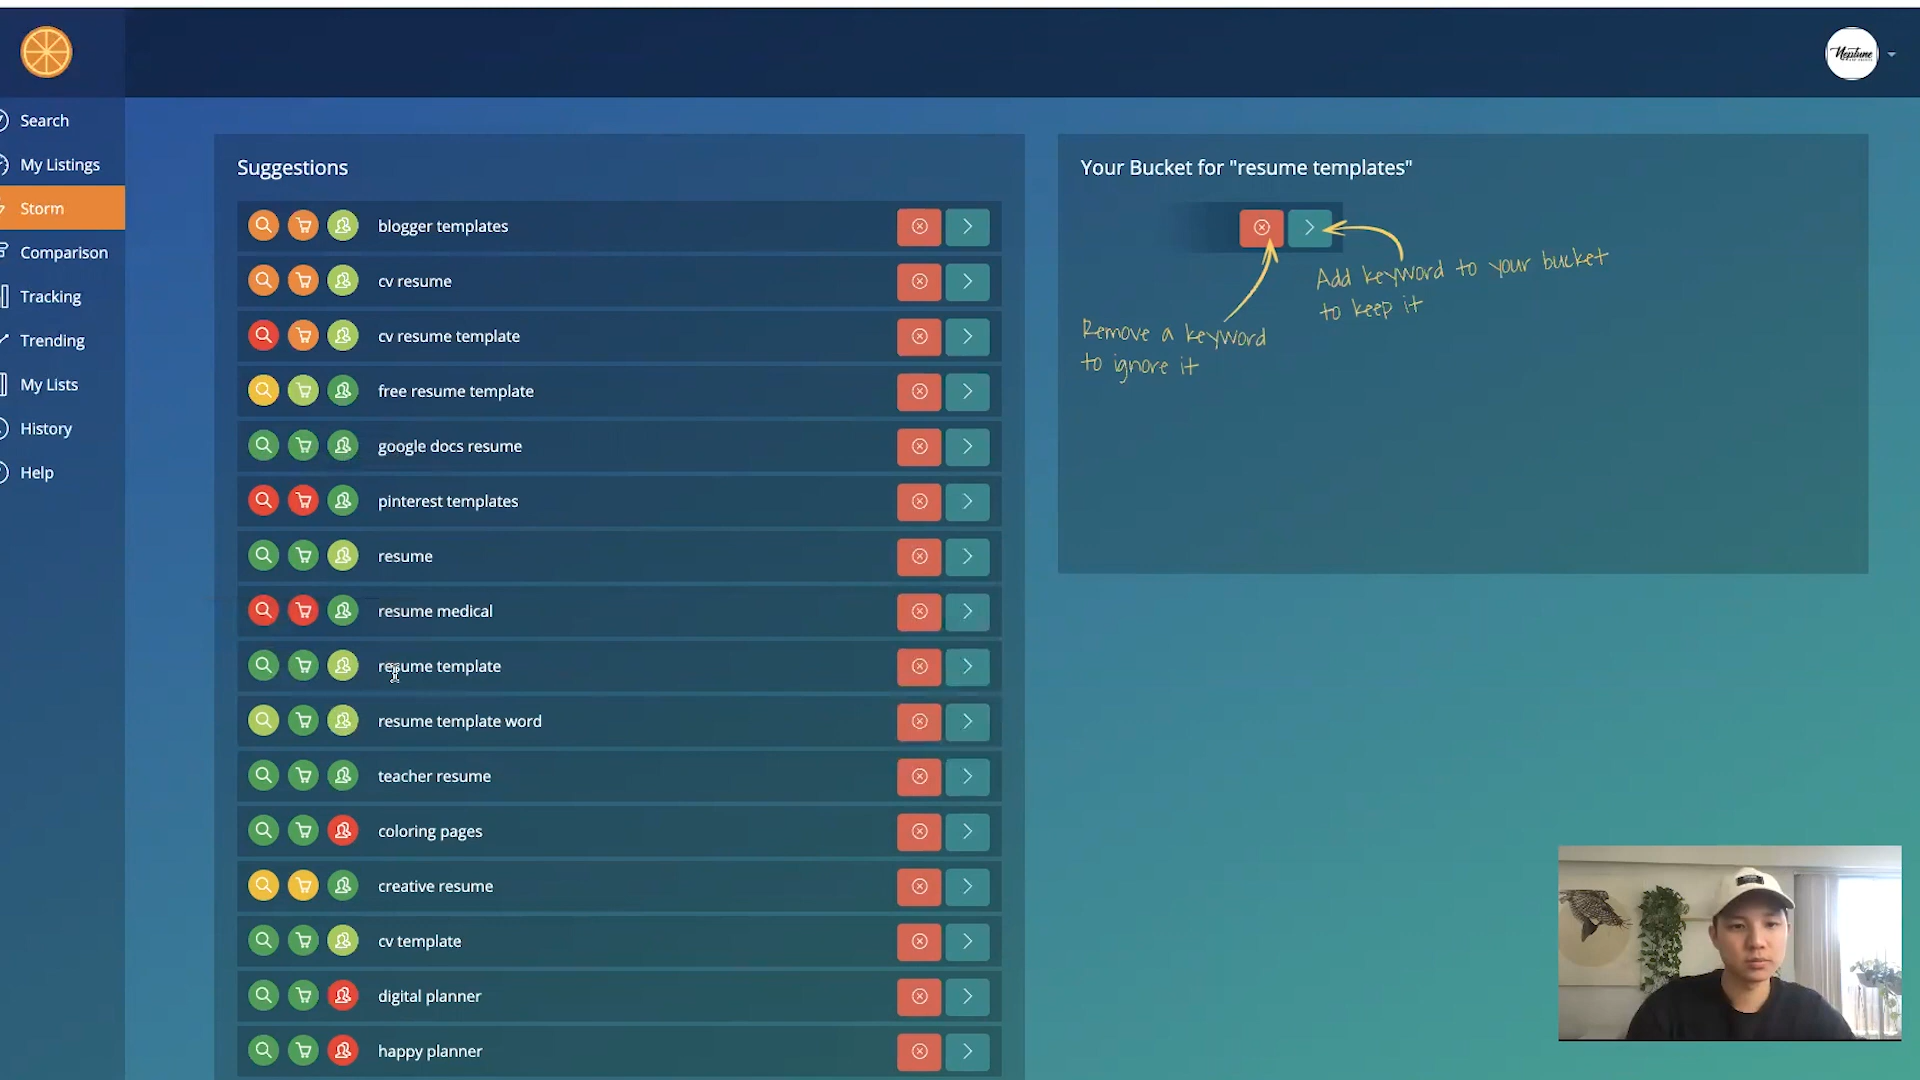 Neptune
Search
My Listings
Storm
Comparison
Tracking
Trending
My Lists
History
Help
Suggestions
blogger templates
cv resume
cv resume template
free resume template
google docs resume
pinterest templates
resume
resume medical
resume template
resume template word
teacher resume
coloring pages
creative resume
cv template
digital planner
happy planner
Your Bucket for "resume templates"
Add keyword to your bucket
to keep it
Remove a keyword
to ignore it